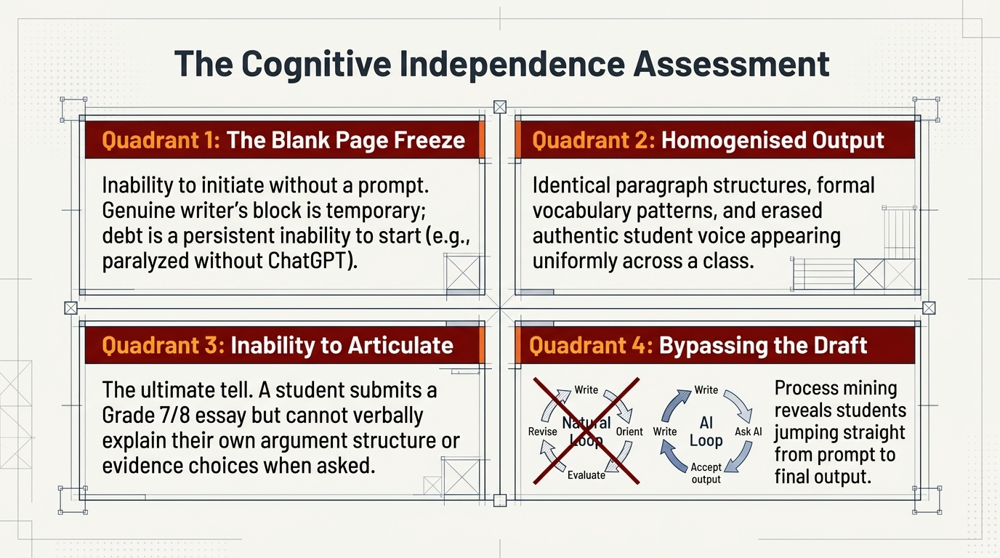 The Cognitive Independence Assessment
Quadrant 1: The Blank Page Freeze
Inability to initiate without a prompt.
Genuine writer's block is temporary;
debt is a persistent inability to start (e.g.,
paralyzed without ChatGPT).
Quadrant 2: Homogenised Output
Identical paragraph structures, formal
vocabulary patterns, and erased
authentic student voice appearing
uniformly across a class.
Quadrant 3: Inability to Articulate
The ultimate tell. A student submits a
Grade 7/8 essay but cannot verbally
explain their own argument structure or
evidence choices when asked.
Quadrant 4: Bypassing the Draft
Write
Orient
Evaluate
Revise
Natural
Loop
Write
Ask AI
Accept
output
Write
AI
Loop
Process mining
reveals students
jumping straight
from prompt to
final output.